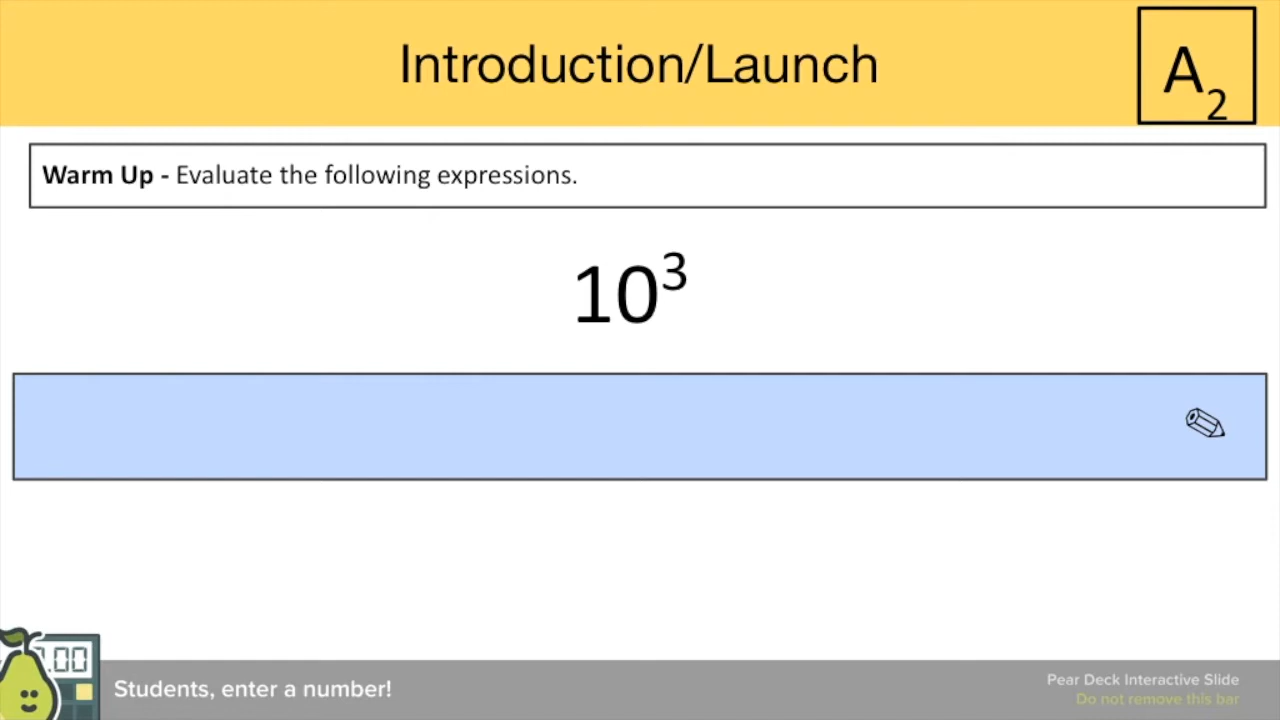 Introduction/Launch
A₂
Warm Up - Evaluate the following expressions.
10³
.00
Students, enter a number!
Pear Deck Interactive Slide
Do not remove this bar